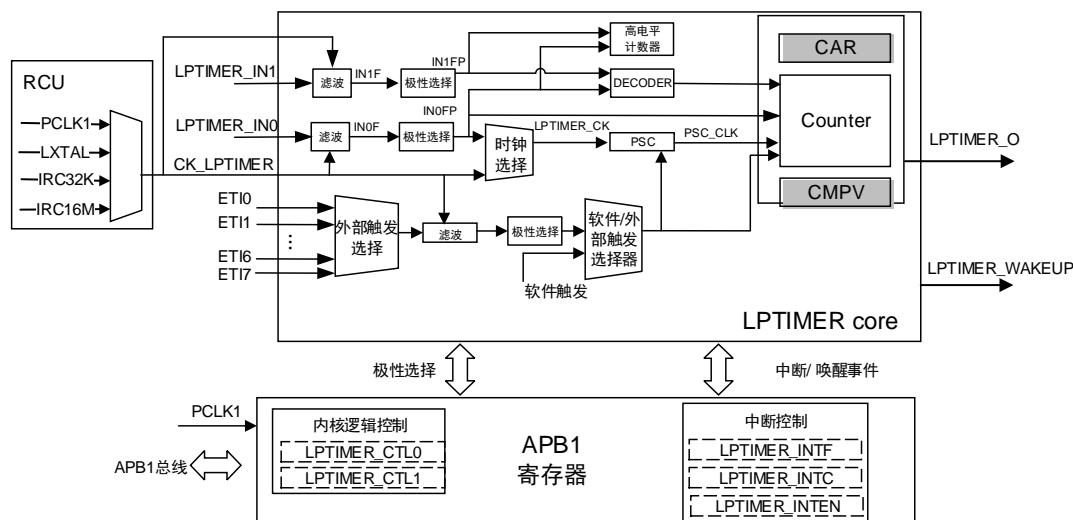 RCU
PCLK1
LXTAL
IRC32K
IRC16M
LPTIMER_IN1
LPTIMER_IN0
CK_LPTIMER
ETI0
ETI1
...
ETI6
ETI7
滤波
IN1F
极性选择
IN1FP
高电平
计数器
DECODER
滤波
IN0F
极性选择
IN0FP
时钟
选择
LPTIMER_CK
PSC
PSC_CLK
CAR
Counter
CMPV
LPTIMER_O
外部触发
选择
滤波
极性选择
软件/外
部触发
选择器
软件触发
LPTIMER_WAKEUP
LPTIMER core
极性选择
中断/ 唤醒事件
PCLK1
APB1总线
内核逻辑控制
LPTIMER_CTL0
LPTIMER_CTL1
APB1
寄存器
中断控制
LPTIMER_INTF
LPTIMER_INTC
LPTIMER_INTEN